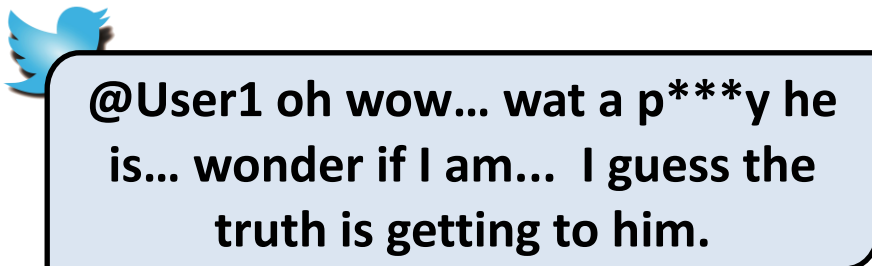 @User1 oh wow… wat a p***y he
is… wonder if I am... I guess the
truth is getting to him.